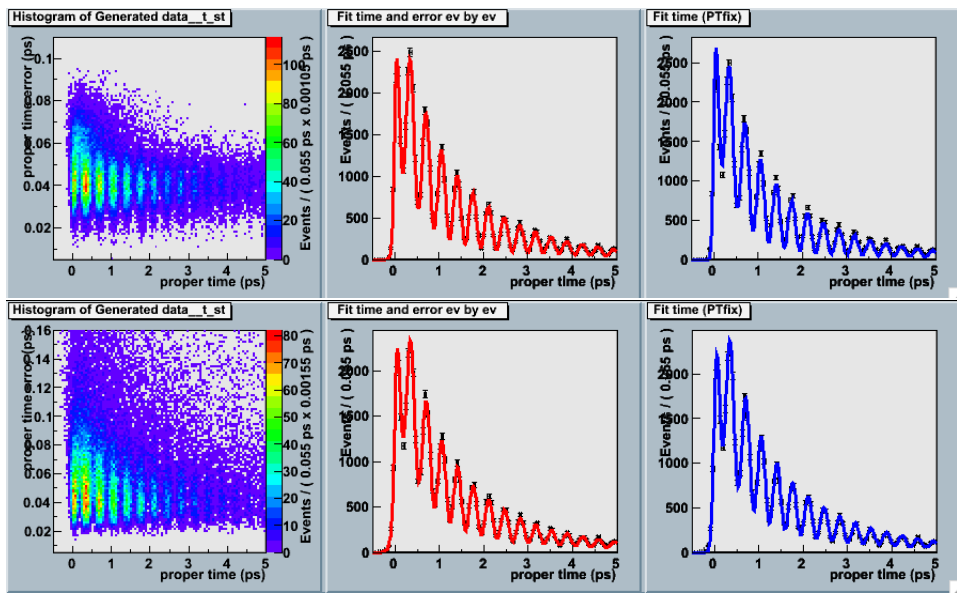 Histogram of Generated data__t_st
proper timeerror (ps)
0.1
0.08
0.06
0.04
0.02
0 1 2 3 4 5
proper time (ps)
100
80
60
40
20
0
Events / ( 0.055 ps x 0.00105 ps )
Fit time and error ev by ev
Events / ( 0.055 ps )
2500
2000
1500
1000
500
0
0 1 2 3 4 5
proper time (ps)
Fit time (PTfix)
Events / ( 0.055 ps )
2500
2000
1500
1000
500
0
0 1 2 3 4 5
proper time (ps)
Histogram of Generated data__t_st
proper timeerror (ps)
0.16
0.14
0.12
0.1
0.08
0.06
0.04
0.02
0 1 2 3 4 5
proper time (ps)
80
70
60
50
40
30
20
10
0
Events / ( 0.055 ps x 0.00155 ps )
Fit time and error ev by ev
Events / ( 0.055 ps )
2000
1500
1000
500
0
0 1 2 3 4 5
proper time (ps)
Fit time (PTfix)
Events / ( 0.055 ps )
2000
1500
1000
500
0
0 1 2 3 4 5
proper time (ps)